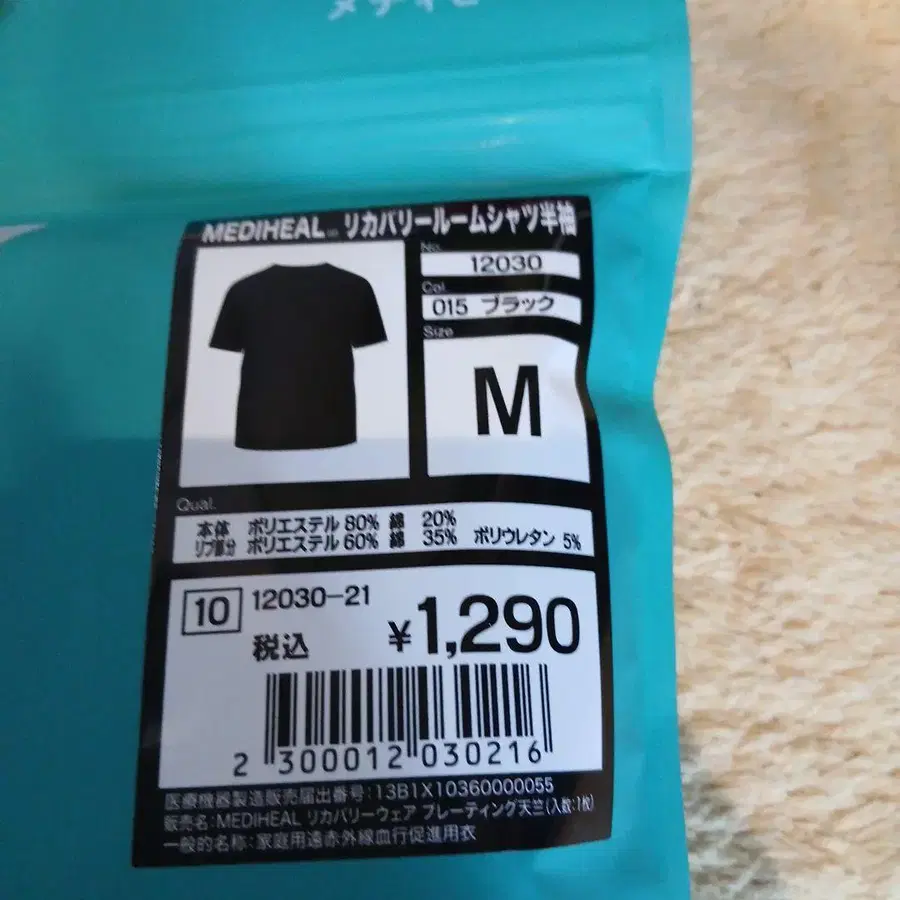 メディヒ
MEDIHEAL リカバリールームシャツ半袖
No.
12030
Col.
015 ブラック
Size
M
Qual.
本体 ポリエステル 80% 綿 20%
リブ部分 ポリエステル 60% 綿 35% ポリウレタン 5%
10 12030-21
税込 ¥1,290
2 300012 030216
医療機器製造販売届出番号:13B1X10360000055
販売名:MEDIHEAL リカバリーウェア プレーティング天竺(入数:1枚)
一般的名称:家庭用遠赤外線血行促進用衣